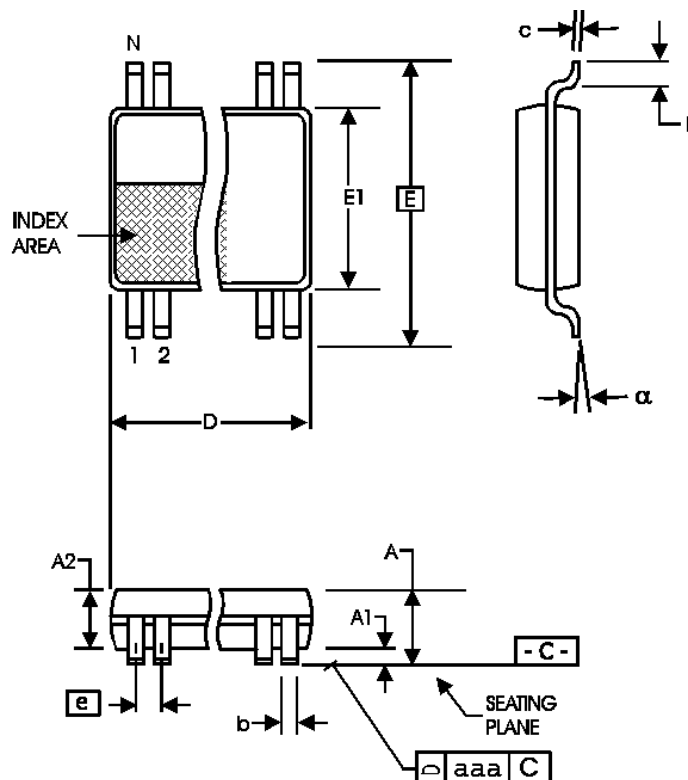 N
c
E1
E
INDEX
AREA
1 2
D
α
A2
A
A1
- C -
e
b
SEATING
PLANE
aaa C